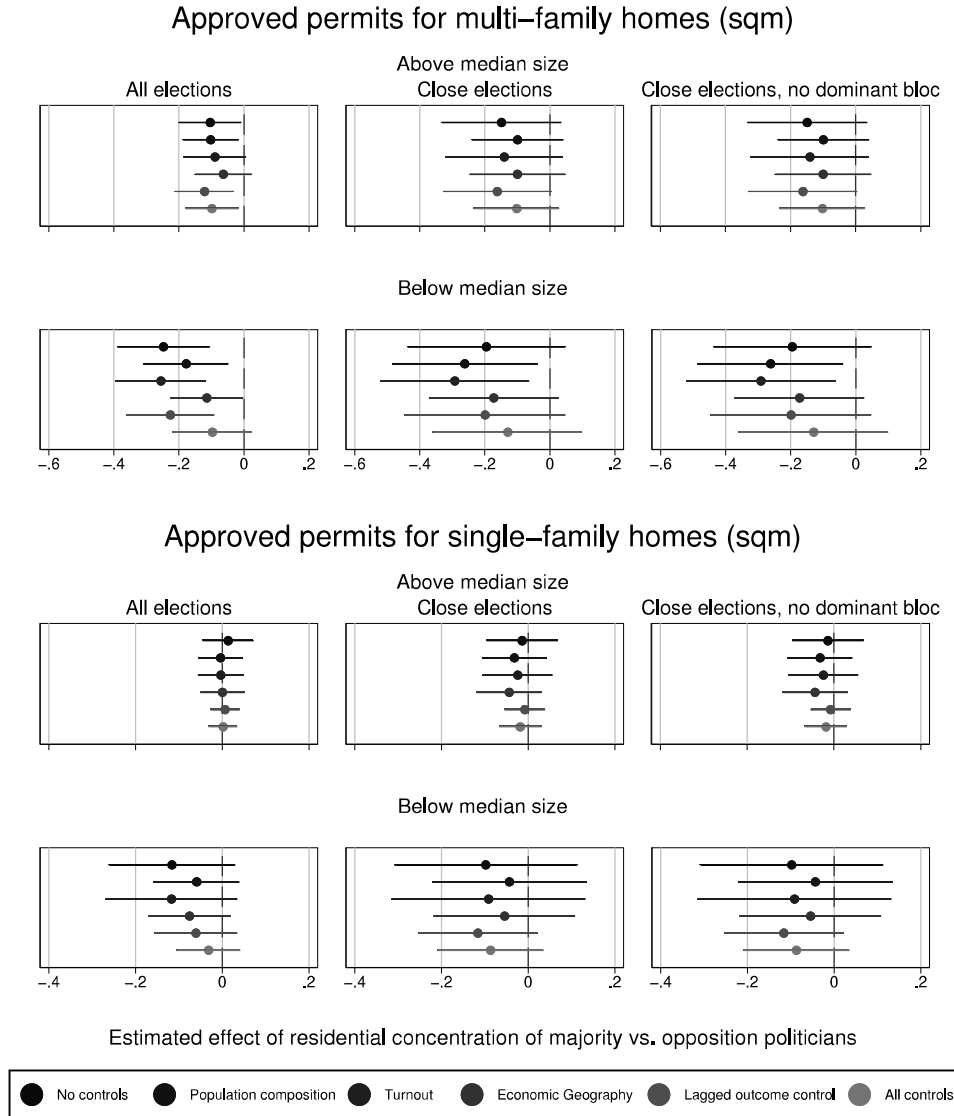 Approved permits for multi−family homes (sqm)
Above median size
All elections Close elections Close elections, no dominant bloc
Below median size
−.6 −.4 −.2 0 .2 −.6 −.4 −.2 0 .2 −.6 −.4 −.2 0 .2
Approved permits for single−family homes (sqm)
Above median size
All elections Close elections Close elections, no dominant bloc
Below median size
−.4 −.2 0 .2 −.4 −.2 0 .2 −.4 −.2 0 .2
Estimated effect of residential concentration of majority vs. opposition politicians
No controls Population composition Turnout Economic Geography Lagged outcome control All controls